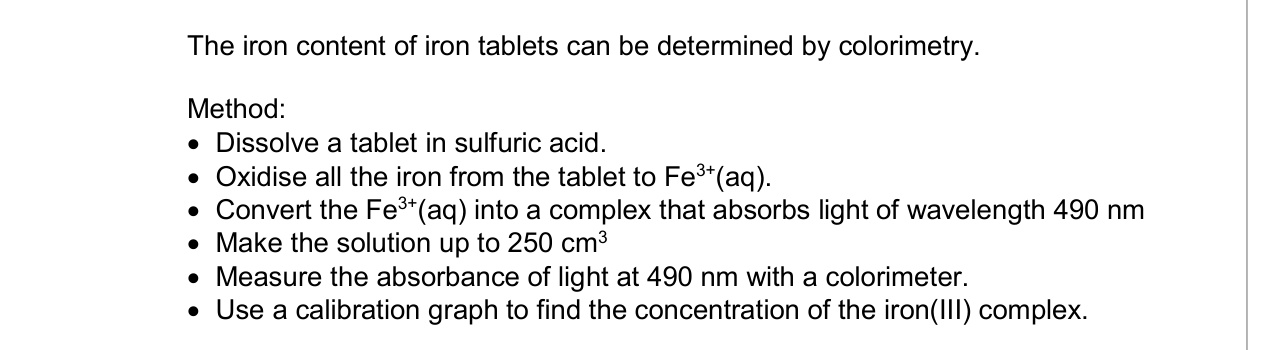 The iron content of iron tablets can be determined by colorimetry.
Method:
• Dissolve a tablet in sulfuric acid.
• Oxidise all the iron from the tablet to Fe³⁺(aq).
• Convert the Fe³⁺(aq) into a complex that absorbs light of wavelength 490 nm
• Make the solution up to 250 cm³
• Measure the absorbance of light at 490 nm with a colorimeter.
• Use a calibration graph to find the concentration of the iron(III) complex.